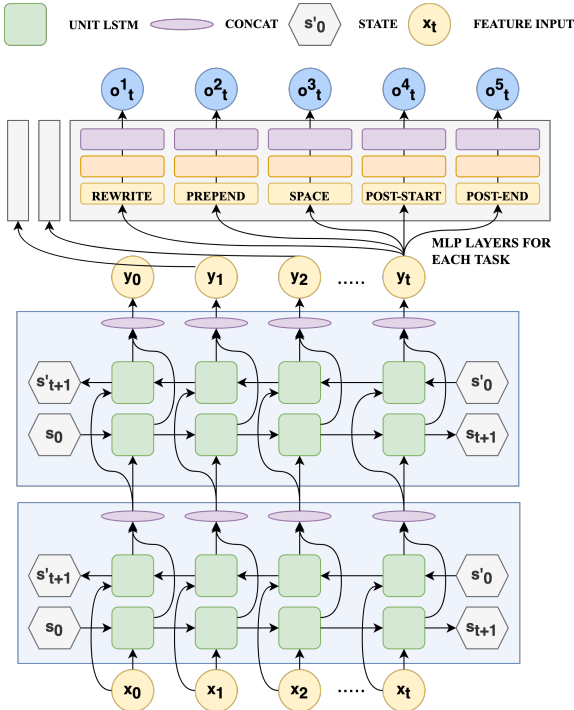 UNIT LSTM CONCAT s'0 STATE xt FEATURE INPUT
o1t o2t o3t o4t o5t
REWRITE PREPEND SPACE POST-START POST-END
MLP LAYERS FOR
EACH TASK
y0 y1 y2 ..... yt
s't+1 s'0
s0 st+1
s't+1 s'0
s0 st+1
x0 x1 x2 ..... xt